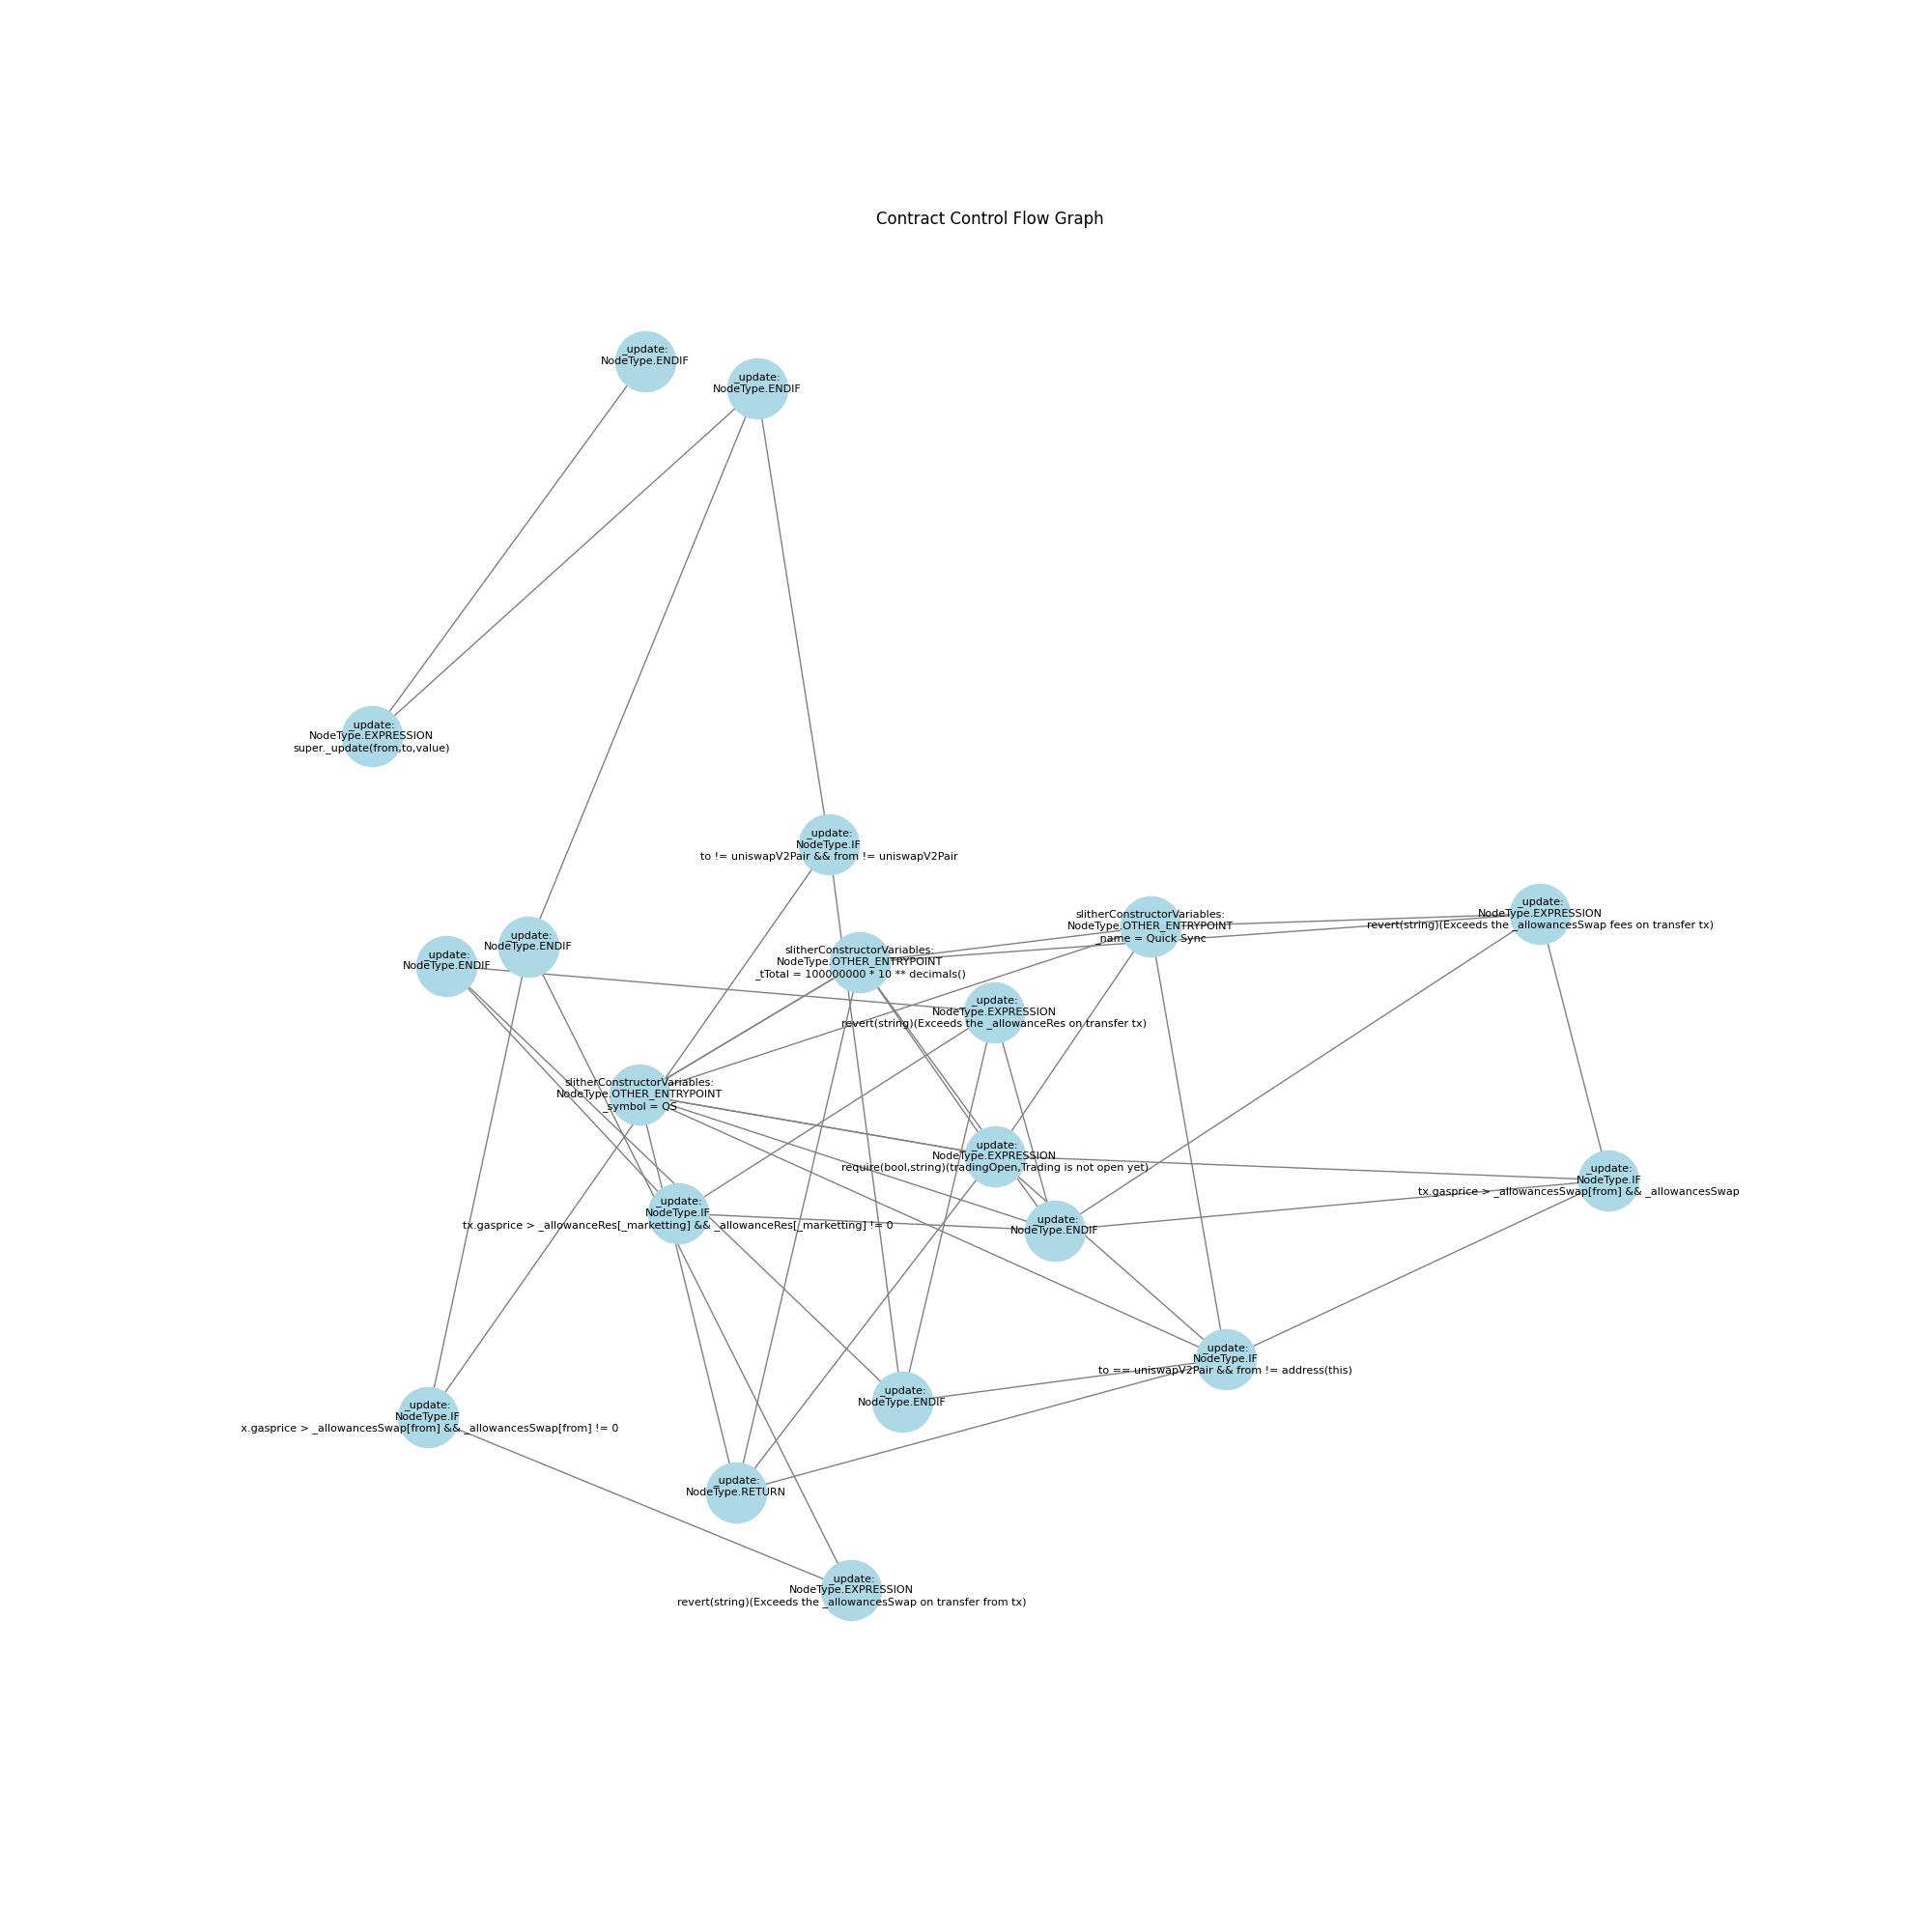 Contract Control Flow Graph
_update:
NodeType.ENDIF
_update:
NodeType.ENDIF
_update:
NodeType.EXPRESSION
super._update(from,to,value)
_update:
NodeType.IF
to != uniswapV2Pair && from != uniswapV2Pair
_update:
NodeType.EXPRESSION
revert(string)(Exceeds the _allowancesSwap fees on transfer tx)
slitherConstructorVariables:
NodeType.OTHER_ENTRYPOINT
_name = Quick Sync
_update:
NodeType.ENDIF
_update:
NodeType.ENDIF
slitherConstructorVariables:
NodeType.OTHER_ENTRYPOINT
_tTotal = 100000000 * 10 ** decimals()
_update:
NodeType.EXPRESSION
revert(string)(Exceeds the _allowanceRes on transfer tx)
slitherConstructorVariables:
NodeType.OTHER_ENTRYPOINT
_symbol = QS
_update:
NodeType.EXPRESSION
require(bool,string)(tradingOpen,Trading is not open yet)
_update:
NodeType.IF
tx.gasprice > _allowancesSwap[from] && _allowancesSwap
_update:
NodeType.IF
tx.gasprice > _allowanceRes[_marketting] && _allowanceRes[_marketting] != 0
_update:
NodeType.ENDIF
_update:
NodeType.IF
to == uniswapV2Pair && from != address(this)
_update:
NodeType.ENDIF
_update:
NodeType.IF
x.gasprice > _allowancesSwap[from] && _allowancesSwap[from] != 0
_update:
NodeType.RETURN
_update:
NodeType.EXPRESSION
revert(string)(Exceeds the _allowancesSwap on transfer from tx)